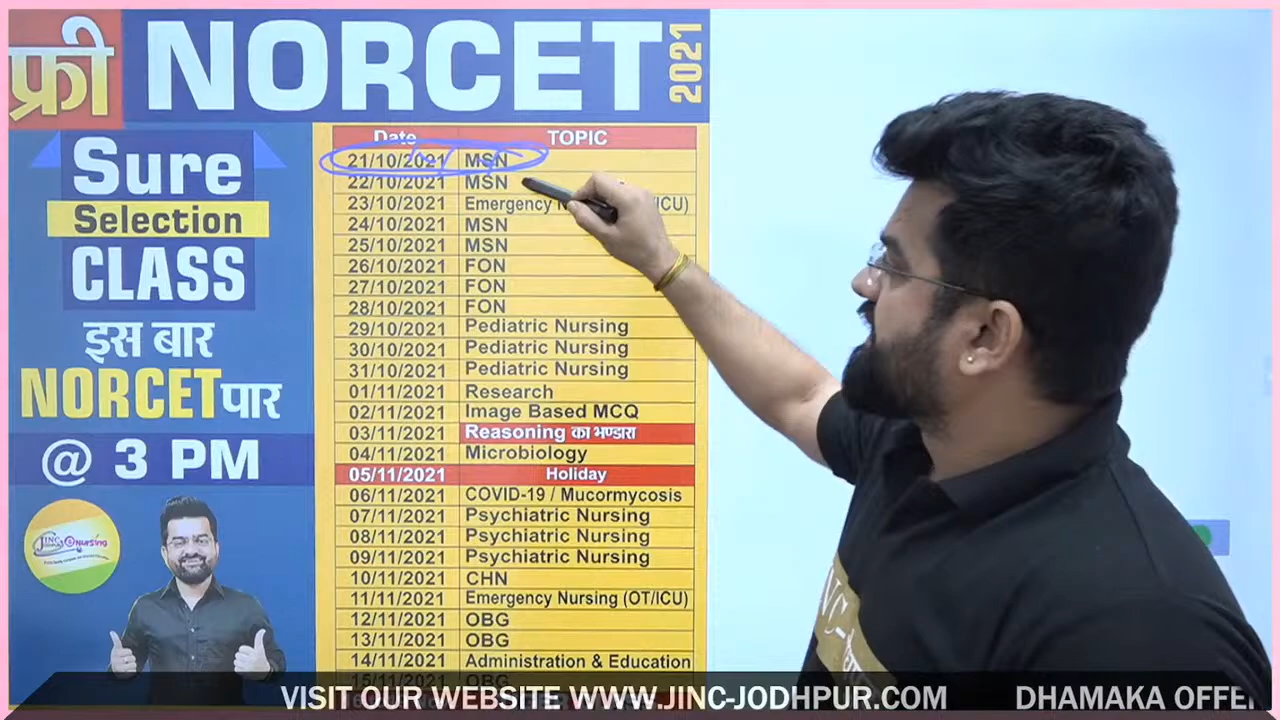 फ्री NORCET 2021
Sure
Selection
CLASS
इस बार
NORCET पार
@ 3 PM
Date TOPIC
21/10/2021 MSN
22/10/2021 MSN
23/10/2021 Emergency /ICU)
24/10/2021 MSN
25/10/2021 MSN
26/10/2021 FON
27/10/2021 FON
28/10/2021 FON
29/10/2021 Pediatric Nursing
30/10/2021 Pediatric Nursing
31/10/2021 Pediatric Nursing
01/11/2021 Research
02/11/2021 Image Based MCQ
03/11/2021 Reasoning का भण्डारा
04/11/2021 Microbiology
05/11/2021 Holiday
06/11/2021 COVID-19 / Mucormycosis
07/11/2021 Psychiatric Nursing
08/11/2021 Psychiatric Nursing
09/11/2021 Psychiatric Nursing
10/11/2021 CHN
11/11/2021 Emergency Nursing (OT/ICU)
12/11/2021 OBG
13/11/2021 OBG
14/11/2021 Administration & Education
15/11/2021 OBG
VISIT OUR WEBSITE WWW.JINC-JODHPUR.COM DHAMAKA OFFE